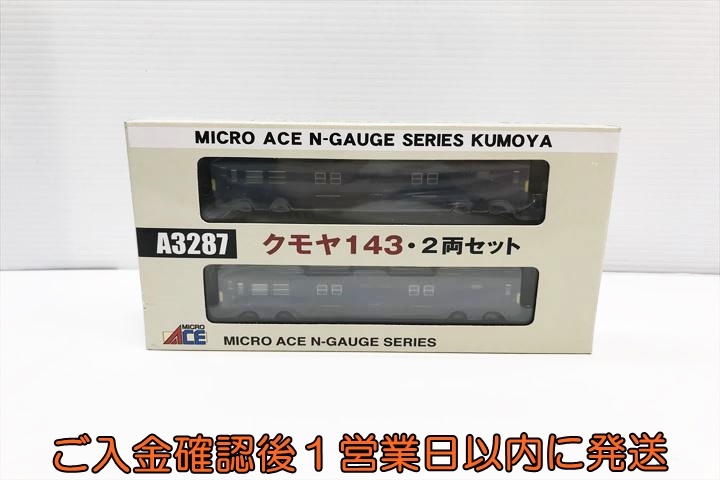 MICRO ACE N-GAUGE SERIES KUMOYA
A3287 クモヤ143・2両セット
MICRO ACE
MICRO ACE N-GAUGE SERIES
ご入金確認後1営業日以内に発送